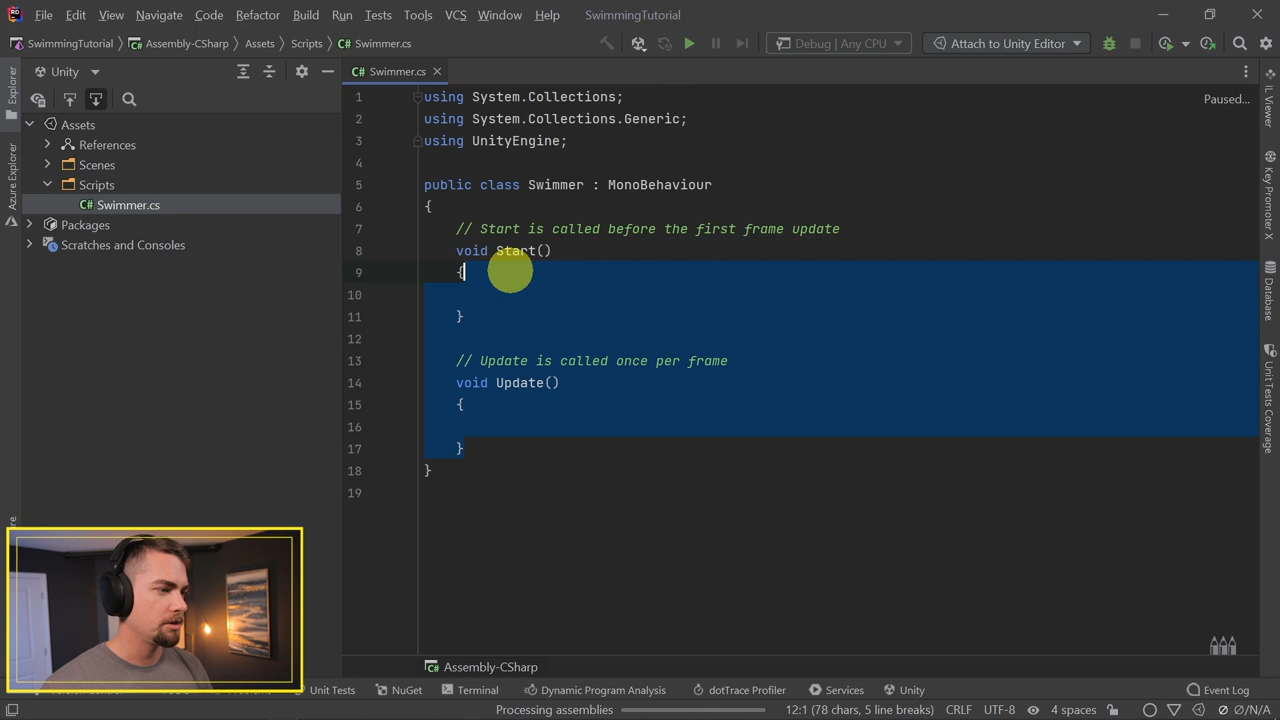 RD File Edit View Navigate Code Refactor Build Run Tests Tools VCS Window Help SwimmingTutorial
SwimmingTutorial Assembly-CSharp Assets Scripts C# Swimmer.cs Debug | Any CPU Attach to Unity Editor
Explorer
Azure Explorer
Unity
Assets
References
Scenes
Scripts
C# Swimmer.cs
Packages
Scratches and Consoles
C# Swimmer.cs
Paused...
1 using System.Collections;
2 using System.Collections.Generic;
3 using UnityEngine;
4
5 public class Swimmer : MonoBehaviour
6 {
7 // Start is called before the first frame update
8 void Start()
9 {
10
11 }
12
13 // Update is called once per frame
14 void Update()
15 {
16
17 }
18 }
19
IL Viewer
Key Promoter X
Database
Unit Tests Coverage
Assembly-CSharp
Unit Tests NuGet Terminal Dynamic Program Analysis dotTrace Profiler Services Unity Event Log
Processing assemblies 12:1 (78 chars, 5 line breaks) CRLF UTF-8 4 spaces Ø/N/A